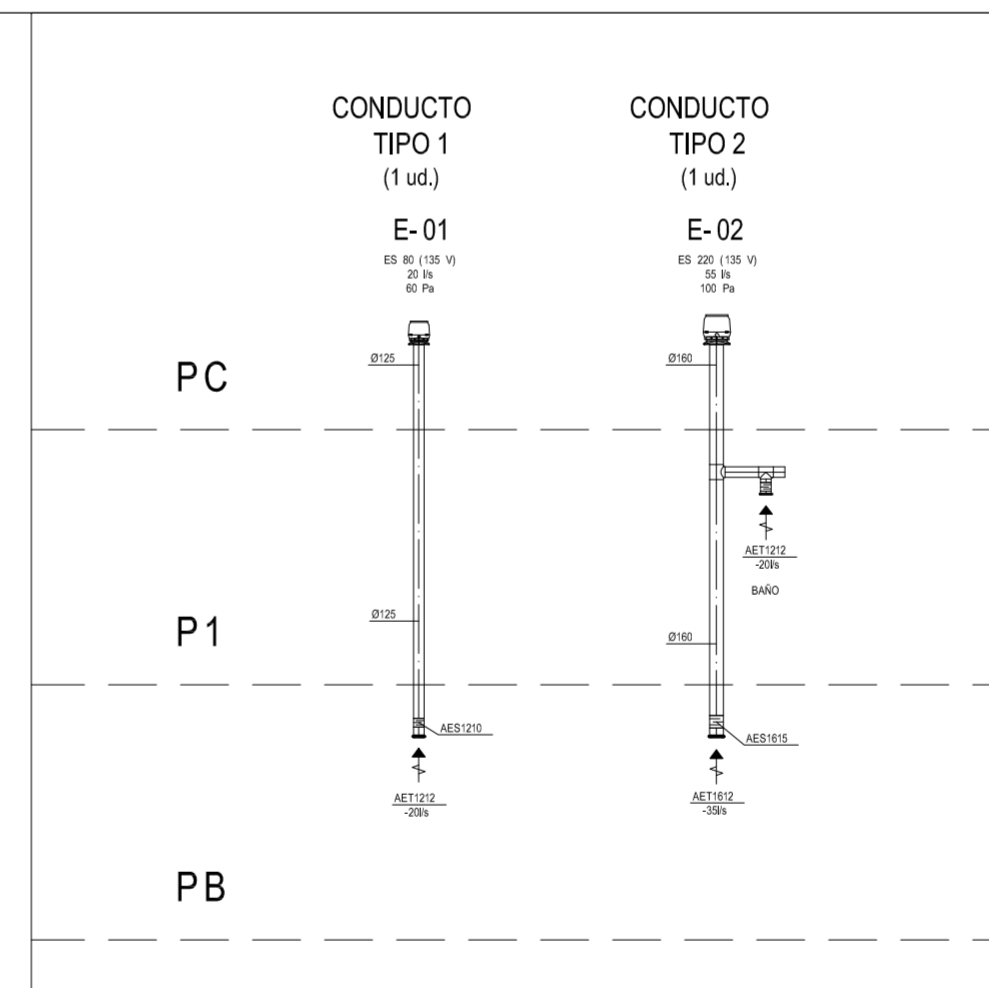 CONDUCTO
TIPO 1
(1 ud.)
E-01
ES 80 (135 V)
20 l/s
60 Pa
CONDUCTO
TIPO 2
(1 ud.)
E-02
ES 220 (135 V)
55 l/s
100 Pa
Ø125
Ø160
PC
AET1212
-20l/s
BAÑO
Ø125
Ø160
P1
AES1210
AES1615
AET1212
-20l/s
AET1612
-35l/s
PB